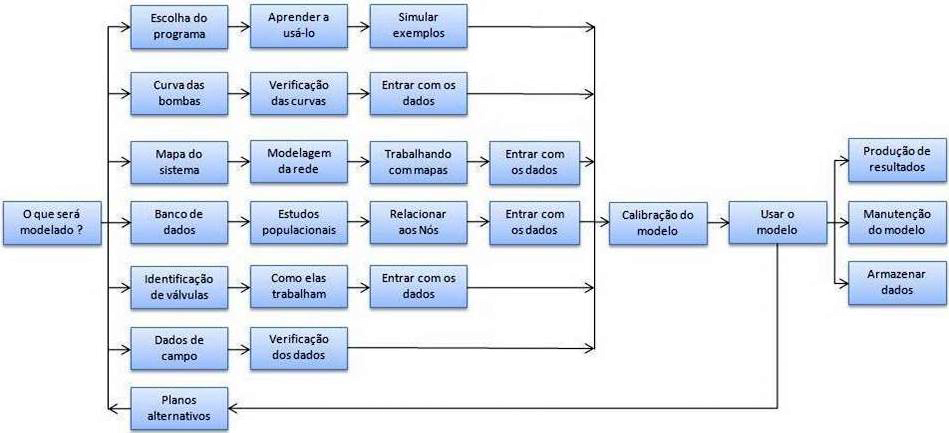 Escolha do
programa
Aprender a
usá-lo
Simular
exemplos
Curva das
bombas
Verificação
das curvas
Entrar com os
dados
Mapa do
sistema
Modelagem
da rede
Trabalhando
com mapas
Entrar com
os dados
O que será
modelado ?
Banco de
dados
Estudos
populacionais
Relacionar
aos Nós
Entrar com
os dados
Calibração do
modelo
Usar o
modelo
Produção de
resultados
Manutenção
do modelo
Armazenar
dados
Identificação
de válvulas
Como elas
trabalham
Entrar com os
dados
Dados de
campo
Verificação
dos dados
Planos
alternativos